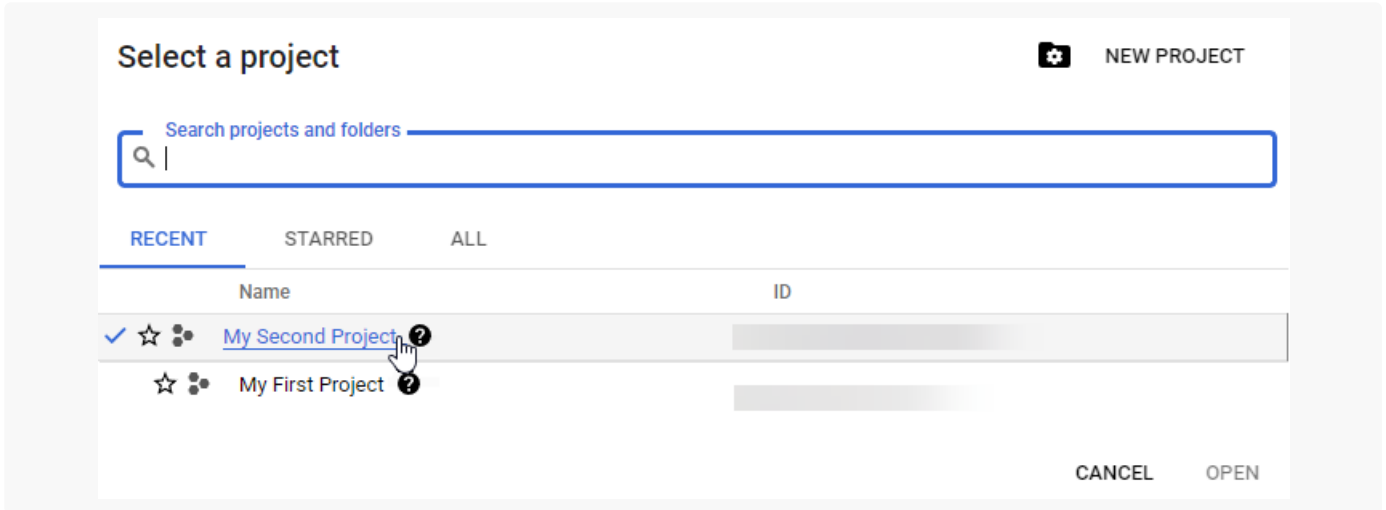 Select a project
NEW PROJECT
Search projects and folders
RECENT STARRED ALL
Name ID
My Second Project
My First Project
CANCEL OPEN